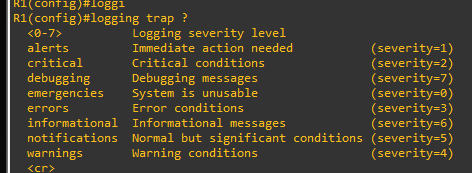 R1(config)#loggi
R1(config)#logging trap ?
<0-7> Logging severity level
alerts Immediate action needed (severity=1)
critical Critical conditions (severity=2)
debugging Debugging messages (severity=7)
emergencies System is unusable (severity=0)
errors Error conditions (severity=3)
informational Informational messages (severity=6)
notifications Normal but significant conditions (severity=5)
warnings Warning conditions (severity=4)
<cr>